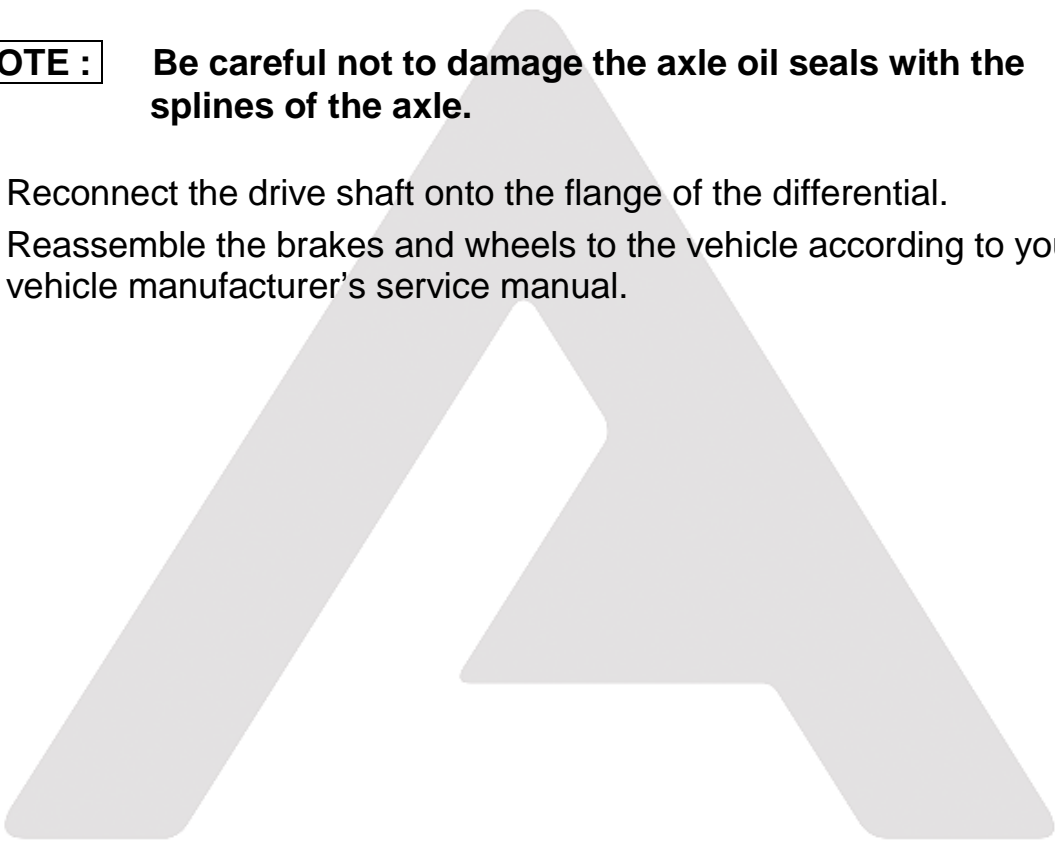 OTE : Be careful not to damage the axle oil seals with the
splines of the axle.
Reconnect the drive shaft onto the flange of the differential.
Reassemble the brakes and wheels to the vehicle according to you
vehicle manufacturer’s service manual.